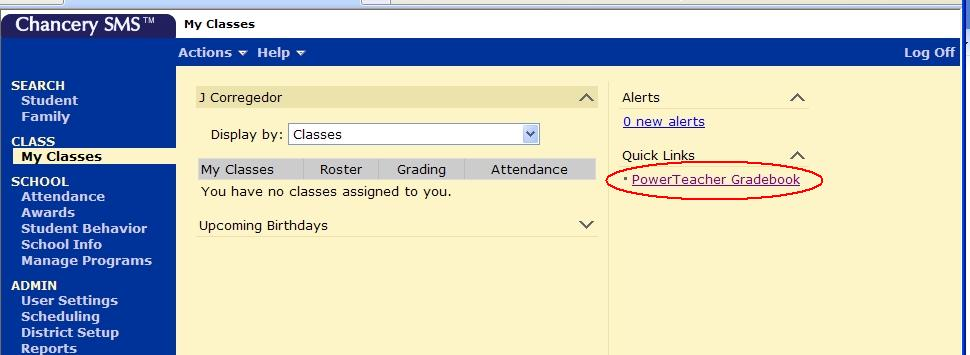 Chancery SMS™ My Classes
Actions Help Log Off
SEARCH
Student
Family
CLASS
My Classes
SCHOOL
Attendance
Awards
Student Behavior
School Info
Manage Programs
ADMIN
User Settings
Scheduling
District Setup
Reports
J Corregedor
Display by: Classes
My Classes Roster Grading Attendance
You have no classes assigned to you.
Upcoming Birthdays
Alerts
0 new alerts
Quick Links
PowerTeacher Gradebook